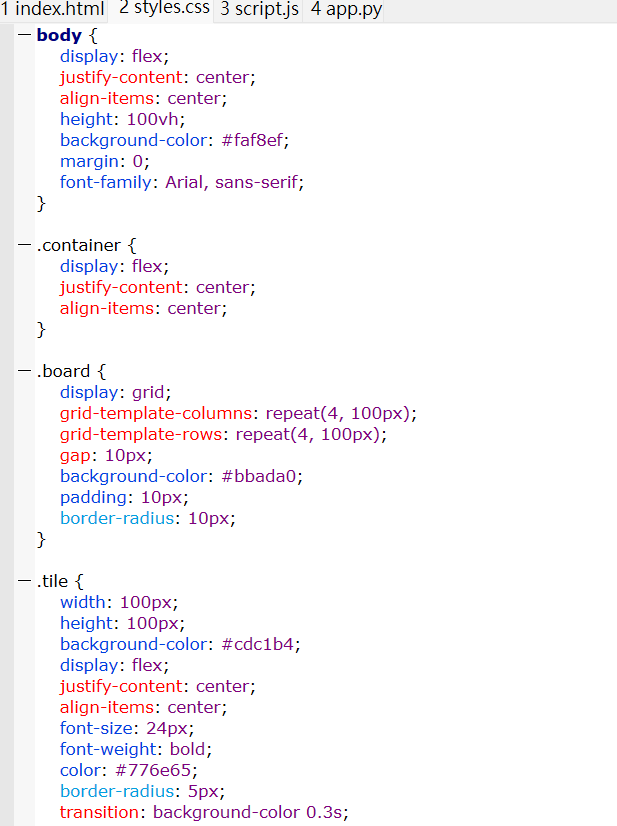 1 index.html 2 styles.css 3 script.js 4 app.py
body {
display: flex;
justify-content: center;
align-items: center;
height: 100vh;
background-color: #faf8ef;
margin: 0;
font-family: Arial, sans-serif;
}
.container {
display: flex;
justify-content: center;
align-items: center;
}
.board {
display: grid;
grid-template-columns: repeat(4, 100px);
grid-template-rows: repeat(4, 100px);
gap: 10px;
background-color: #bbada0;
padding: 10px;
border-radius: 10px;
}
.tile {
width: 100px;
height: 100px;
background-color: #cdc1b4;
display: flex;
justify-content: center;
align-items: center;
font-size: 24px;
font-weight: bold;
color: #776e65;
border-radius: 5px;
transition: background-color 0.3s;